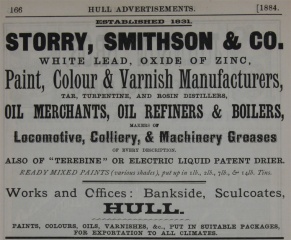 166 HULL ADVERTISEMENTS. [1884.
ESTABLISHED 1831.
STORRY, SMITHSON & CO.
WHITE LEAD, OXIDE OF ZINC,
Paint, Colour & Varnish Manufacturers,
TAR, TURPENTINE, AND ROSIN DISTILLERS,
OIL MERCHANTS, OIL REFINERS & BOILERS,
MAKERS OF
Locomotive, Colliery, & Machinery Greases
OF EVERY DESCRIPTION.
ALSO OF "TEREBINE" OR ELECTRIC LIQUID PATENT DRIER.
READY MIXED PAINTS (various shades), put up in 1lb., 2lb., 7lb., & 14lb. Tins.
Works and Offices: Bankside, Sculcoates,
HULL.
PAINTS, COLOURS, OILS, VARNISHES, &c., PUT IN SUITABLE PACKAGES,
FOR EXPORTATION TO ALL CLIMATES.